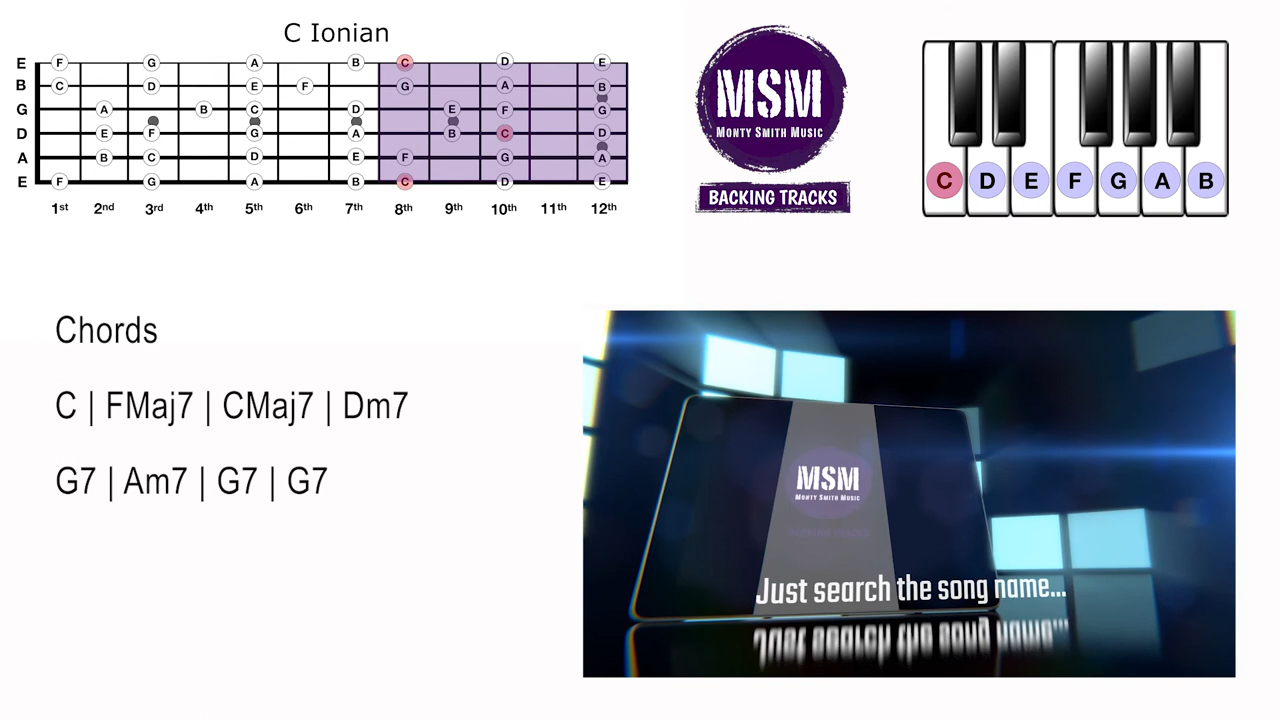 C Ionian
E F G A B C D E
B C D E F G A B
G A B C D E F G
D E F G A B C D
A B C D E F G A
E F G A B C D E
1st 2nd 3rd 4th 5th 6th 7th 8th 9th 10th 11th 12th
MSM
MONTY SMITH MUSIC
BACKING TRACKS
C D E F G A B
Chords
C | FMaj7 | CMaj7 | Dm7
G7 | Am7 | G7 | G7
MSM
MONTY SMITH MUSIC
Just search the song name...